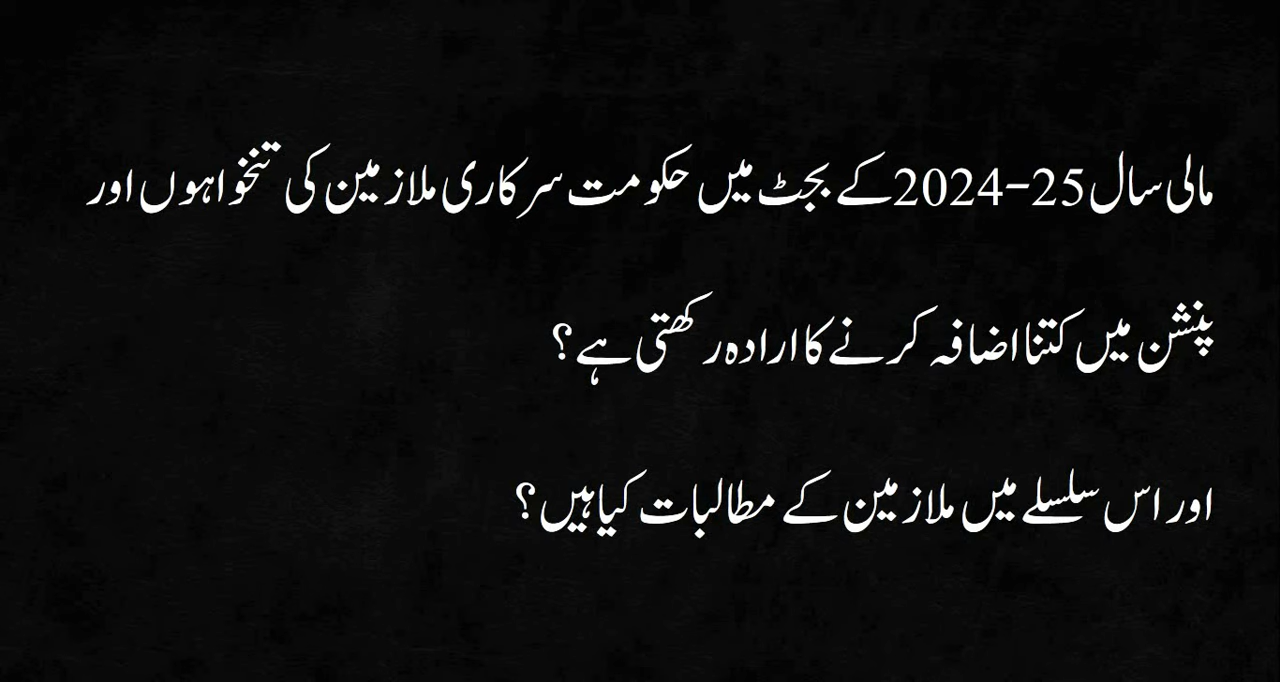 مالی سال 25-2024 کے بجٹ میں حکومت سرکاری ملازمین کی تنخواہوں اور
پنشن میں کتنا اضافہ کرنے کا ارادہ رکھتی ہے؟
اور اس سلسلے میں ملازمین کے مطالبات کیا ہیں؟